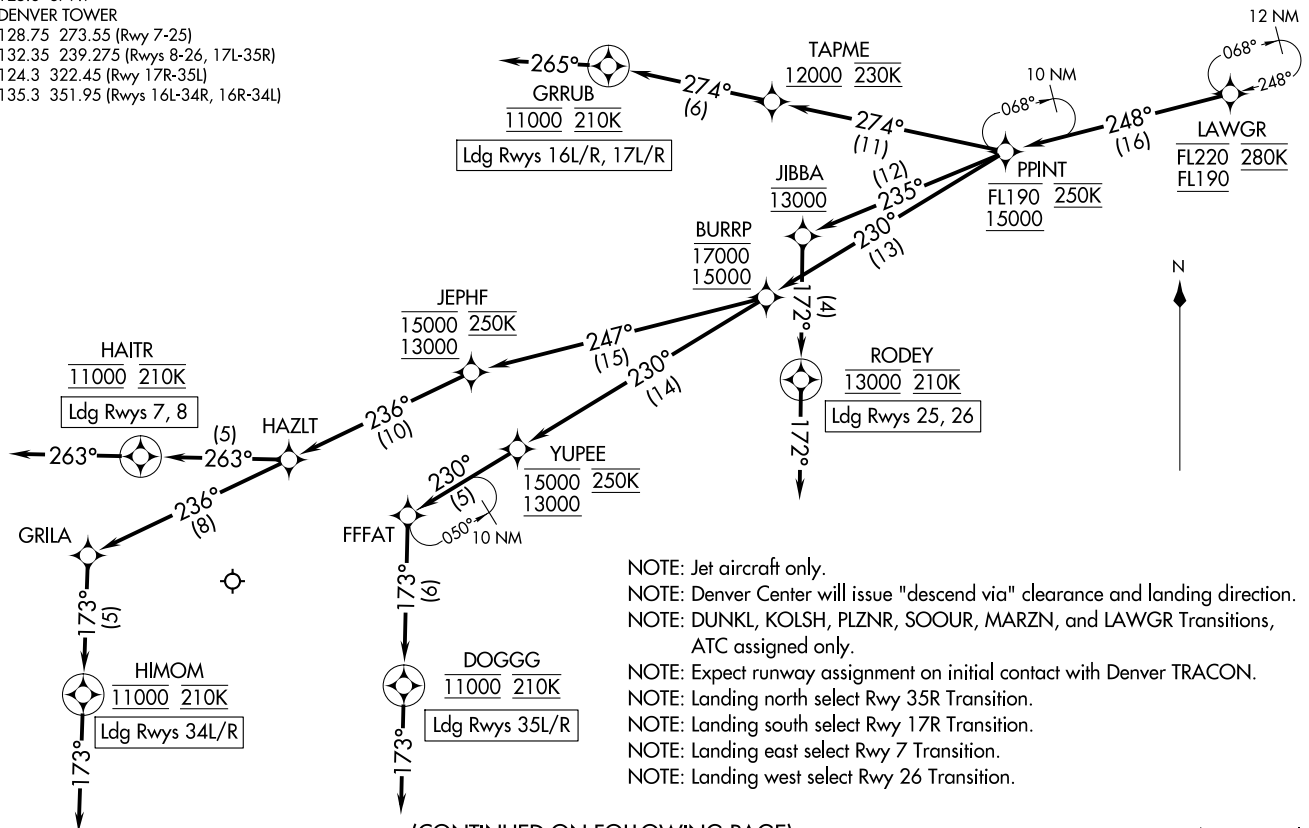 DENVER TOWER
128.75 273.55 (Rwy 7-25)
132.35 239.275 (Rwys 8-26, 17L-35R)
124.3 322.45 (Rwy 17R-35L)
135.3 351.95 (Rwys 16L-34R, 16R-34L)
12 NM
068°
248°
LAWGR
FL220 280K
FL190
248°
(16)
10 NM
068°
PPINT
FL190 250K
15000
TAPME
12000 230K
274°
(11)
274°
(6)
265°
GRRUB
11000 210K
Ldg Rwys 16L/R, 17L/R
(12)
235°
JIBBA
13000
230°
(13)
BURRP
17000
15000
172°
(4)
RODEY
13000 210K
Ldg Rwys 25, 26
172°
247°
(15)
JEPHF
15000 250K
13000
230°
(14)
236°
(10)
HAZLT
(5)
263°
HAITR
11000 210K
Ldg Rwys 7, 8
263°
236°
(8)
GRILA
173°
(5)
HIMOM
11000 210K
Ldg Rwys 34L/R
173°
YUPEE
15000 250K
13000
230°
(5)
FFFAT
050°
10 NM
173°
(6)
DOGGG
11000 210K
Ldg Rwys 35L/R
173°
N
NOTE: Jet aircraft only.
NOTE: Denver Center will issue "descend via" clearance and landing direction.
NOTE: DUNKL, KOLSH, PLZNR, SOOUR, MARZN, and LAWGR Transitions,
ATC assigned only.
NOTE: Expect runway assignment on initial contact with Denver TRACON.
NOTE: Landing north select Rwy 35R Transition.
NOTE: Landing south select Rwy 17R Transition.
NOTE: Landing east select Rwy 7 Transition.
NOTE: Landing west select Rwy 26 Transition.
(CONTINUED ON FOLLOWING PAGE)